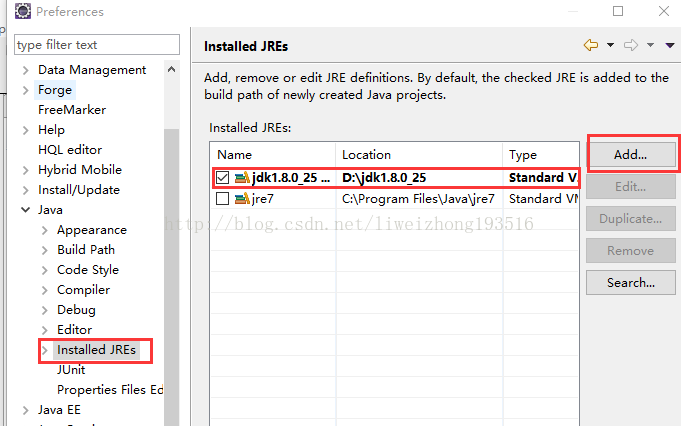 Preferences
type filter text
Data Management
Forge
FreeMarker
Help
HQL editor
Hybrid Mobile
Install/Update
Java
Appearance
Build Path
Code Style
Compiler
Debug
Editor
Installed JREs
JUnit
Properties Files Ed
Java EE
Installed JREs
Add, remove or edit JRE definitions. By default, the checked JRE is added to the
build path of newly created Java projects.
Installed JREs:
Name Location Type
jdk1.8.0_25 ... D:\jdk1.8.0_25 Standard V
jre7 C:\Program Files\Java\jre7 Standard VM
Add...
Edit...
Duplicate...
Remove
Search...
http://blog.csdn.net/liweizhong193516